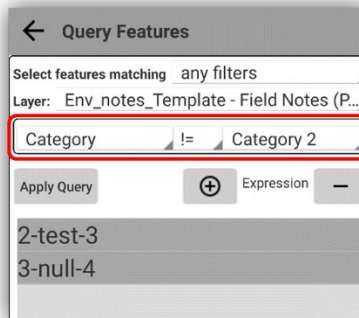 Query Features
Select features matching any filters
Layer: Env_notes_Template - Field Notes (P...
Category != Category 2
Apply Query Expression
2-test-3
3-null-4